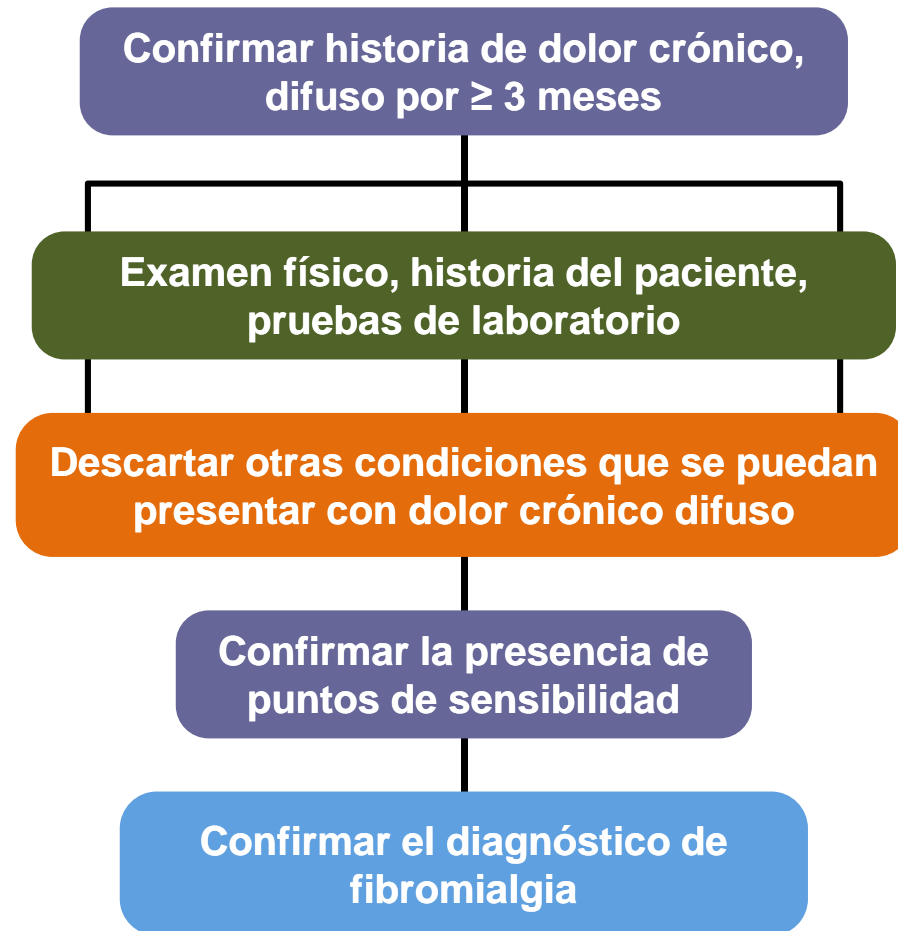 Confirmar historia de dolor crónico,
difuso por ≥ 3 meses
Examen físico, historia del paciente,
pruebas de laboratorio
Descartar otras condiciones que se puedan
presentar con dolor crónico difuso
Confirmar la presencia de
puntos de sensibilidad
Confirmar el diagnóstico de
fibromialgia